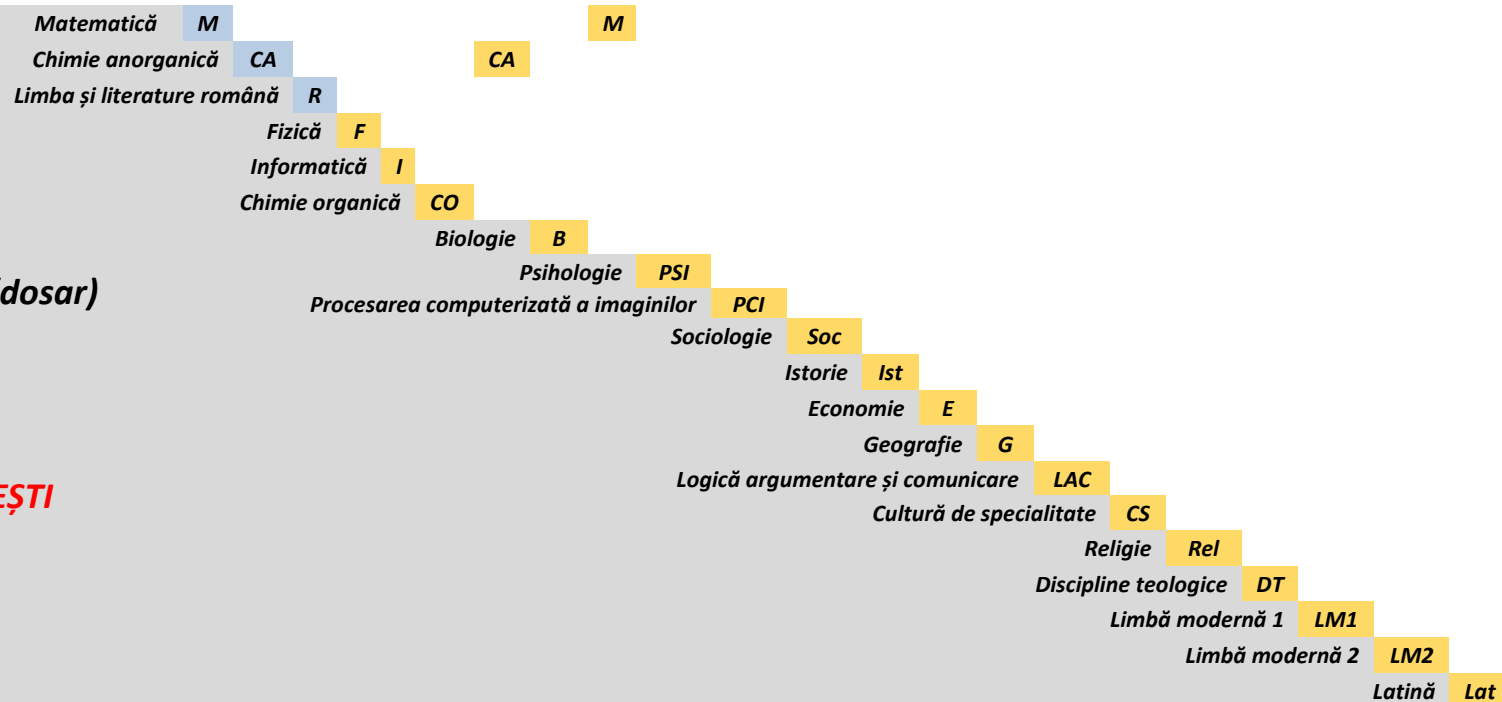 Matematică M M
Chimie anorganică CA CA
Limba și literature română R
Fizică F
Informatică I
Chimie organică CO
Biologie B
Psihologie PSI
dosar)
Procesarea computerizată a imaginilor PCI
Sociologie Soc
Istorie Ist
Economie E
Geografie G
Logică argumentare și comunicare LAC
EȘTI
Cultură de specialitate CS
Religie Rel
Discipline teologice DT
Limbă modernă 1 LM1
Limbă modernă 2 LM2
Latină Lat